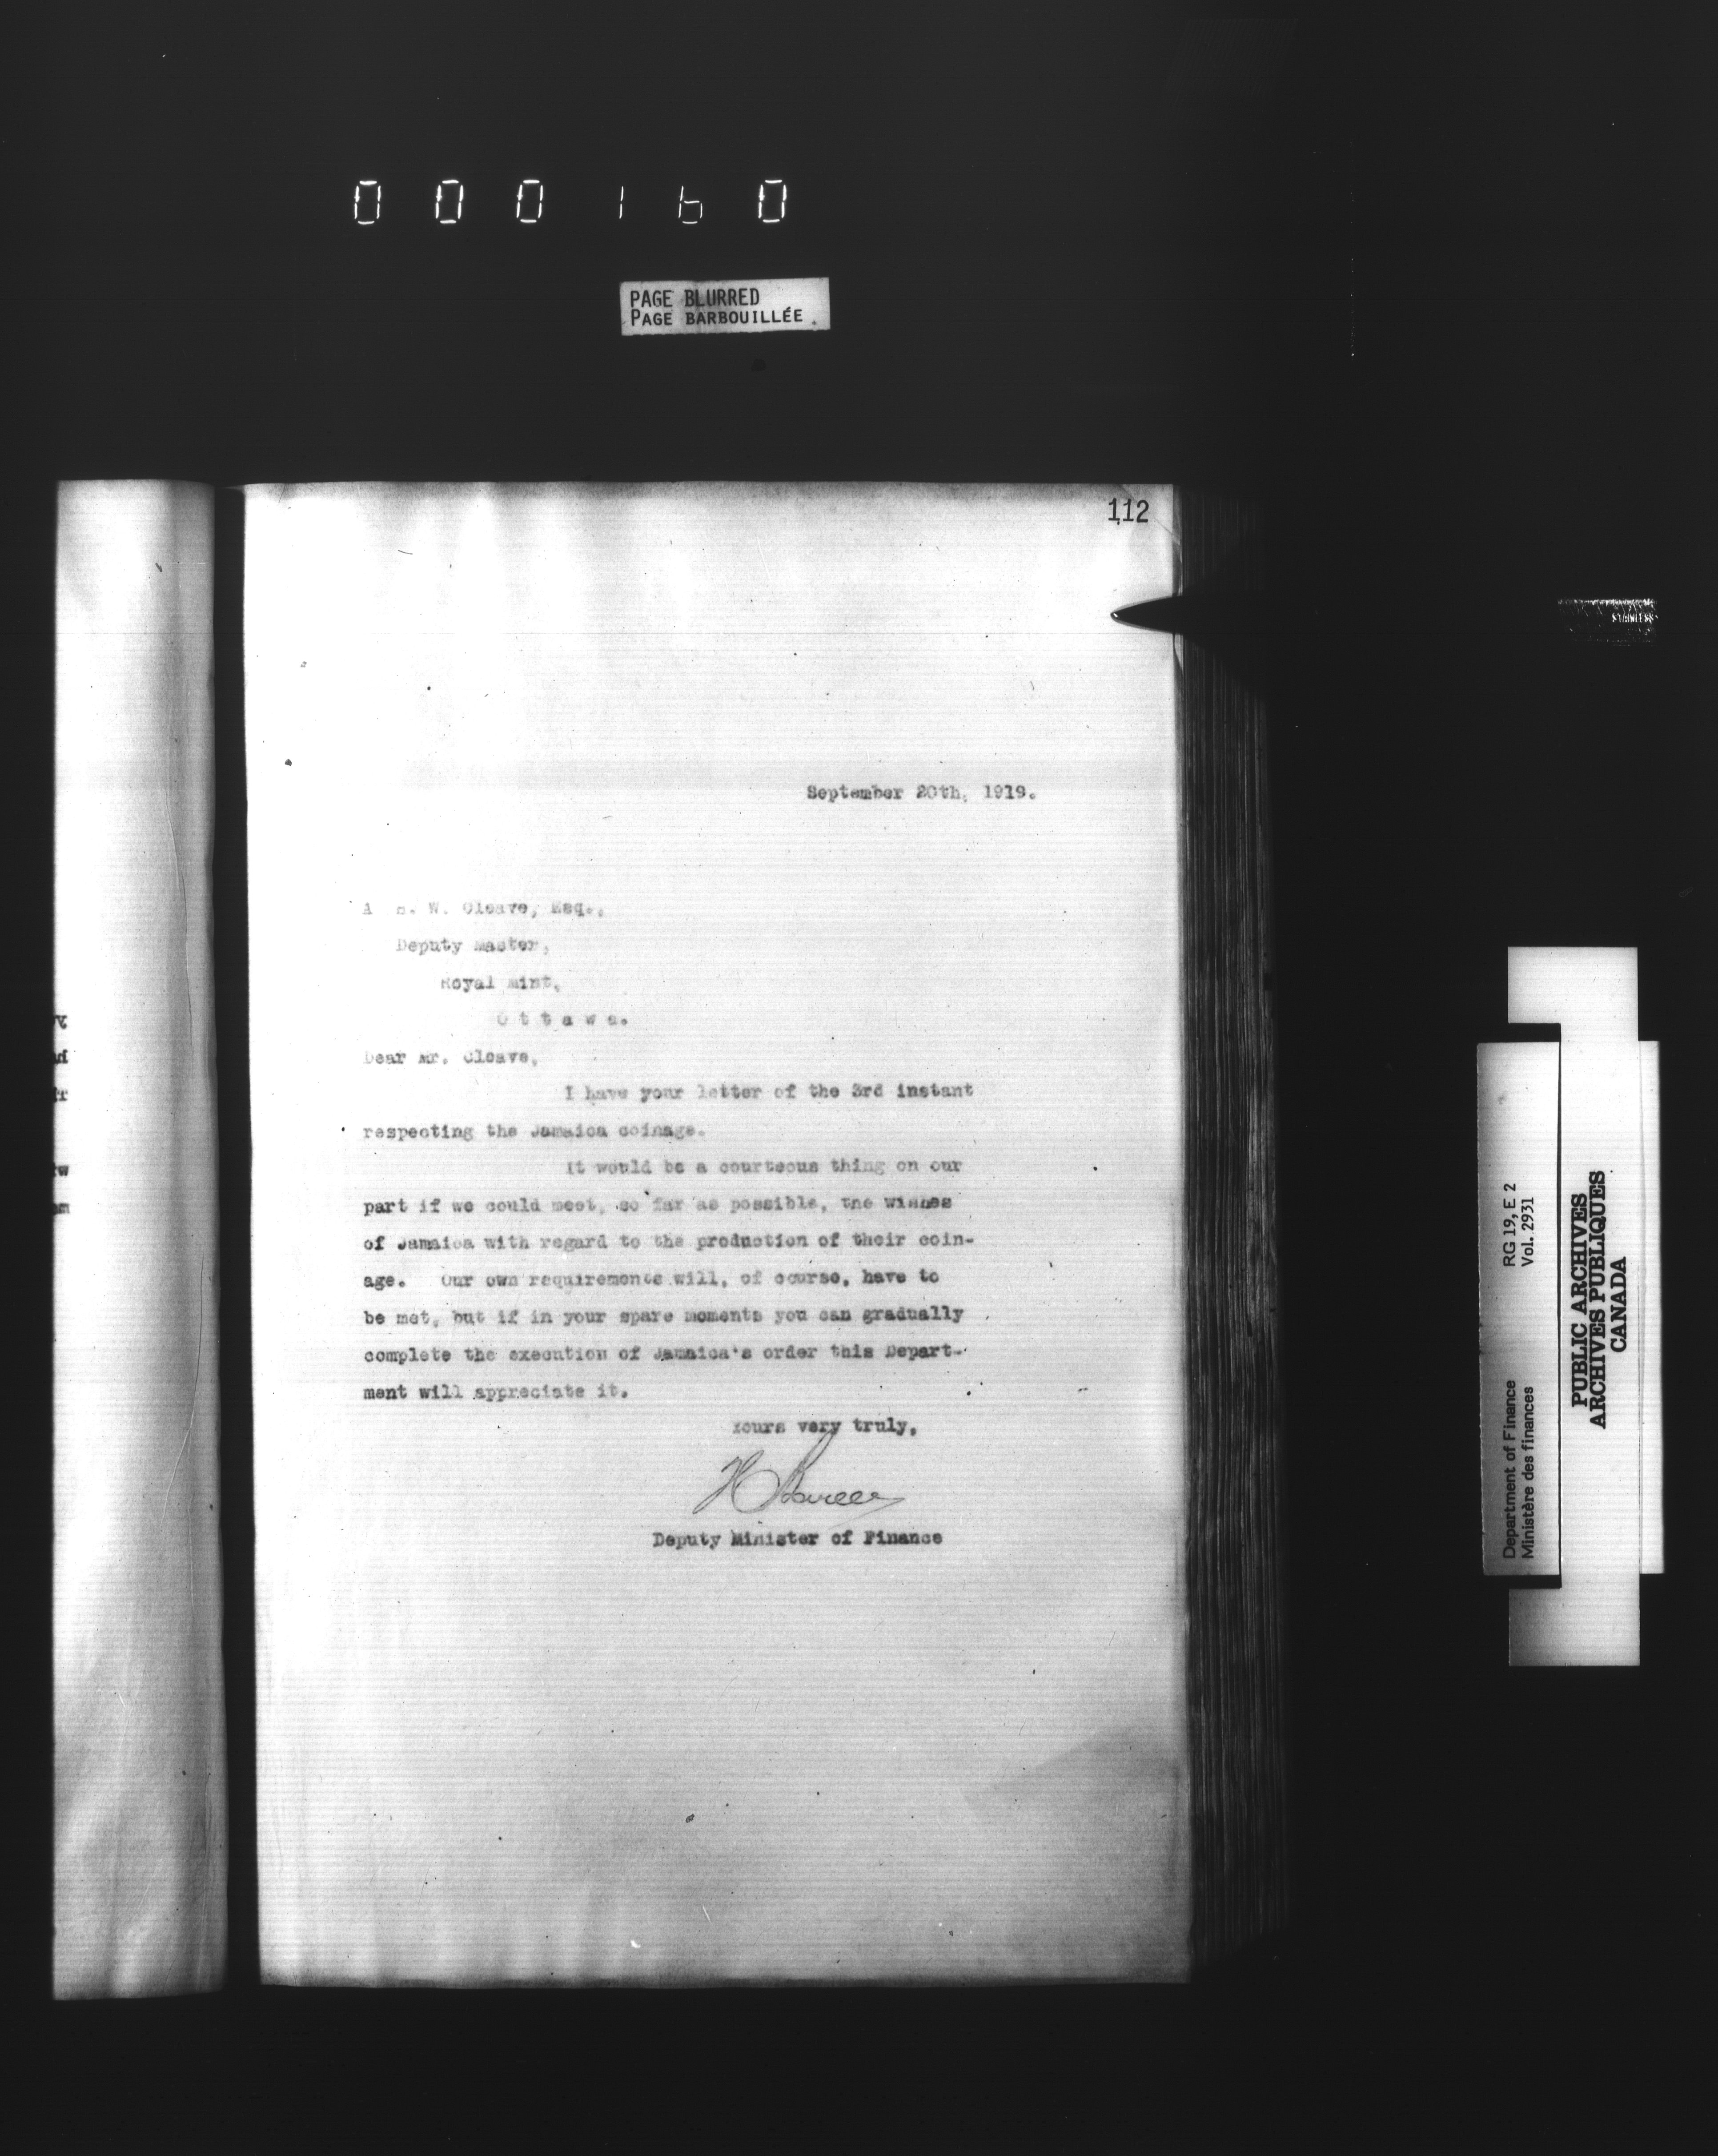 000160
PAGE BLURRED
PAGE BARBOUILLÉE
112
September 20th, 1919.
A H. W. Cleave, Esq.,
Deputy Master,
Royal Mint,
Ottawa.
Dear Mr. Cleave,
I have your letter of the 3rd instant
respecting the Jamaica coinage.
It would be a courteous thing on our
part if we could meet, so far as possible, the wishes
of Jamaica with regard to the production of their coin-
age. Our own requirements will, of course, have to
be met, but if in your spare moments you can gradually
complete the execution of Jamaica's order this Depart-
ment will appreciate it.
Yours very truly,
Deputy Minister of Finance
Department of Finance RG 19, E 2
Ministère des finances Vol. 2931
PUBLIC ARCHIVES
ARCHIVES PUBLIQUES
CANADA